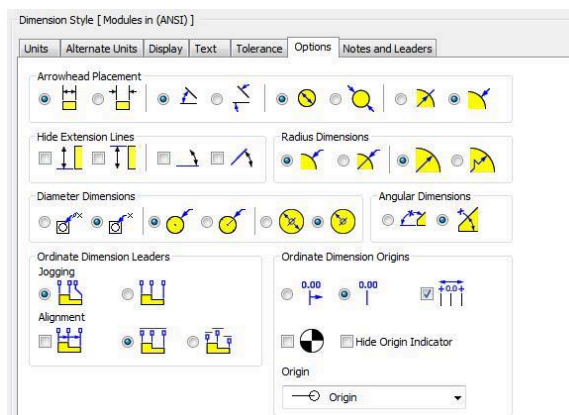 Dimension Style [ Modules in (ANSI) ]
Units Alternate Units Display Text Tolerance Options Notes and Leaders
Arrowhead Placement
Hide Extension Lines Radius Dimensions
Diameter Dimensions Angular Dimensions
Ordinate Dimension Leaders Ordinate Dimension Origins
Jogging
0.00 0.00 0.0
Alignment
Hide Origin Indicator
Origin
Origin